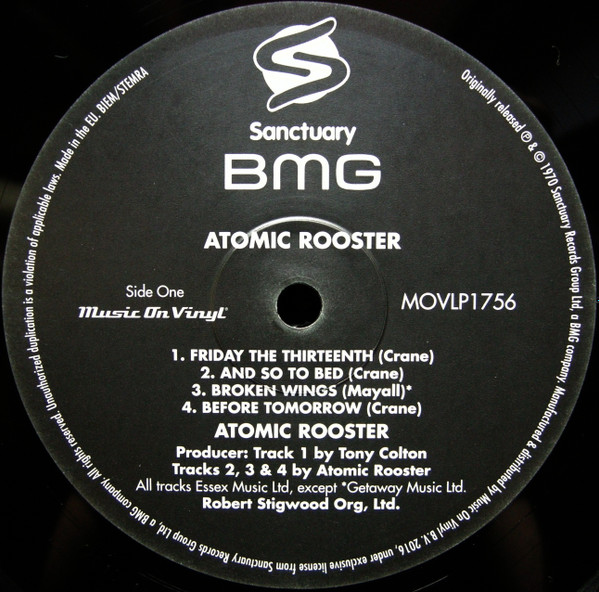 Sanctuary
BMG
ATOMIC ROOSTER
Side One
Music On Vinyl®
MOVLP1756
1. FRIDAY THE THIRTEENTH (Crane)
2. AND SO TO BED (Crane)
3. BROKEN WINGS (Mayall)*
4. BEFORE TOMORROW (Crane)
ATOMIC ROOSTER
Producer: Track 1 by Tony Colton
Tracks 2, 3 & 4 by Atomic Rooster
All tracks Essex Music Ltd, except *Getaway Music Ltd.
Robert Stigwood Org, Ltd.
Originally released ℗ & © 1970 Sanctuary Records Group Ltd, a BMG company. Manufactured & distributed by Music On Vinyl B.V. 2016, under exclusive license from Sanctuary Records Group Ltd, a BMG company. All rights reserved. Unauthorized duplication is a violation of applicable laws. Made in the EU. BIEM/STEMRA